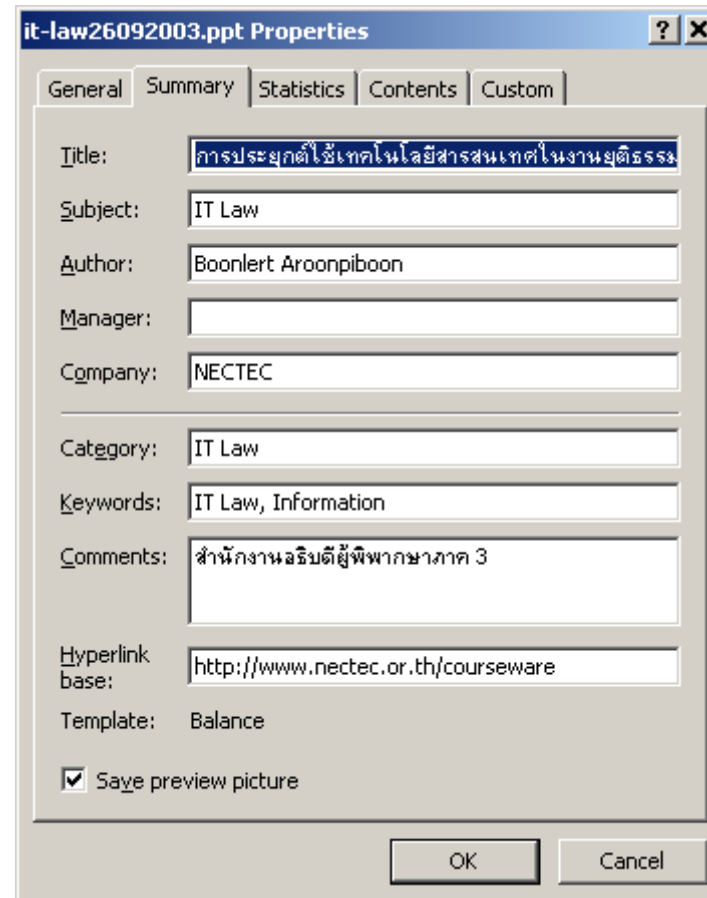 it-law26092003.ppt Properties
General Summary Statistics Contents Custom
Title: การประยุกต์ใช้เทคโนโลยีสารสนเทศในงานยุติธรรม
Subject: IT Law
Author: Boonlert Aroonpiboon
Manager:
Company: NECTEC
Category: IT Law
Keywords: IT Law, Information
Comments: สำนักงานอธิบดีผู้พิพากษาภาค 3
Hyperlink
base: http://www.nectec.or.th/courseware
Template: Balance
Save preview picture
OK Cancel